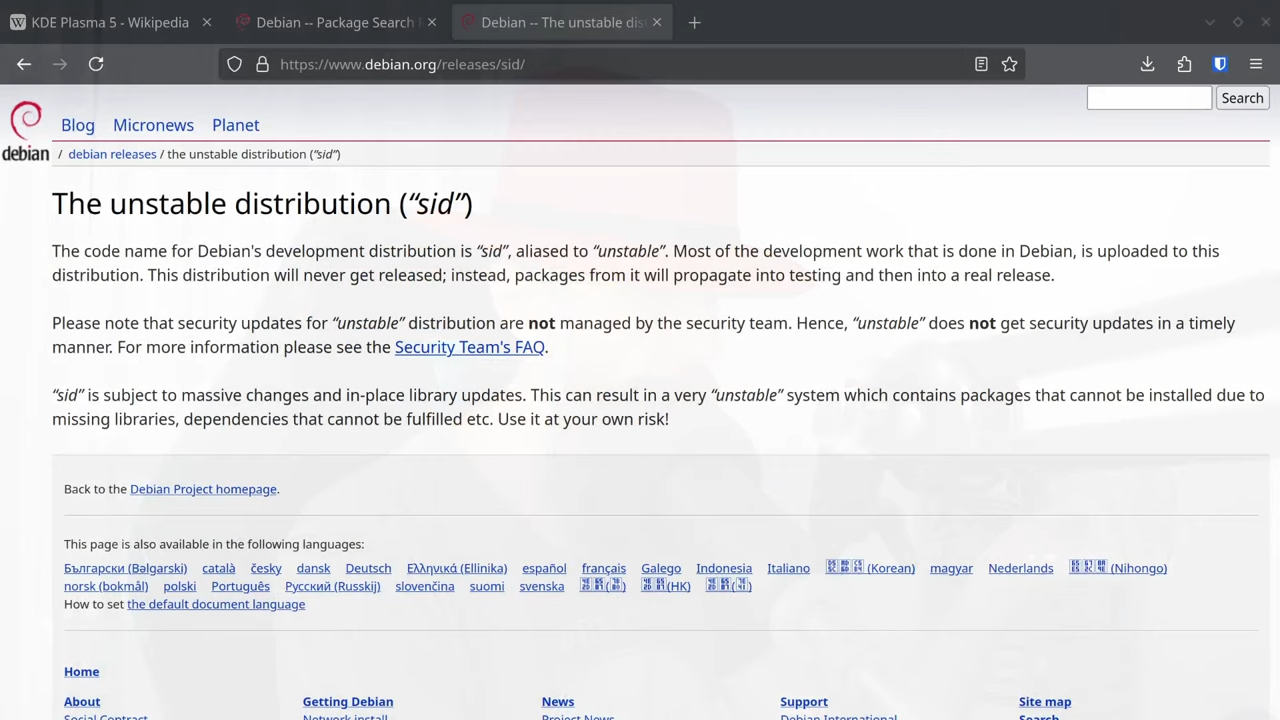 KDE Plasma 5 - Wikipedia
Debian -- Package Search
Debian -- The unstable dis
https://www.debian.org/releases/sid/
Search
debian
Blog Micronews Planet
/ debian releases / the unstable distribution (“sid”)
The unstable distribution (“sid”)
The code name for Debian's development distribution is “sid”, aliased to “unstable”. Most of the development work that is done in Debian, is uploaded to this
distribution. This distribution will never get released; instead, packages from it will propagate into testing and then into a real release.
Please note that security updates for “unstable” distribution are not managed by the security team. Hence, “unstable” does not get security updates in a timely
manner. For more information please see the Security Team's FAQ.
“sid” is subject to massive changes and in-place library updates. This can result in a very “unstable” system which contains packages that cannot be installed due to
missing libraries, dependencies that cannot be fulfilled etc. Use it at your own risk!
Back to the Debian Project homepage.
This page is also available in the following languages:
Български (Bəlgarski) català česky dansk Deutsch Ελληνικά (Ellinika) español français Galego Indonesia Italiano (Korean) magyar Nederlands (Nihongo)
norsk (bokmål) polski Português Русский (Russkij) slovenčina suomi svenska (HK)
How to set the default document language
Home
About Getting Debian News Support Site map
Social Contract Network install Project News Debian International Search